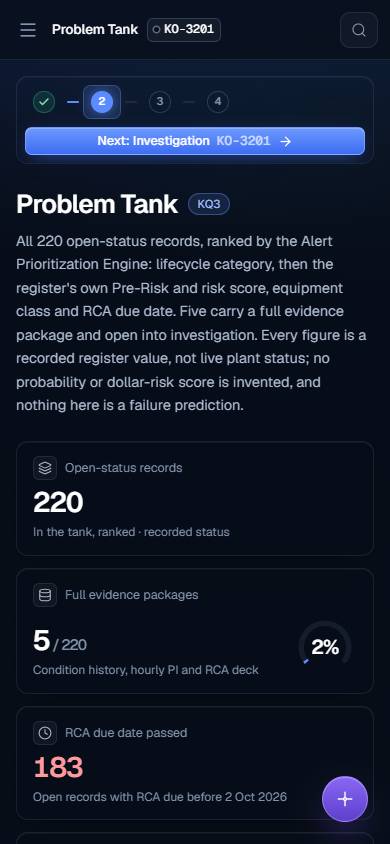 Problem Tank KO-3201
2 3 4
Next: Investigation KO-3201 →
Problem Tank KQ3
All 220 open-status records, ranked by the Alert
Prioritization Engine: lifecycle category, then the
register's own Pre-Risk and risk score, equipment
class and RCA due date. Five carry a full evidence
package and open into investigation. Every figure is a
recorded register value, not live plant status; no
probability or dollar-risk score is invented, and
nothing here is a failure prediction.
Open-status records
220
In the tank, ranked · recorded status
Full evidence packages
5 / 220
2%
Condition history, hourly PI and RCA deck
RCA due date passed
183
Open records with RCA due before 2 Oct 2026